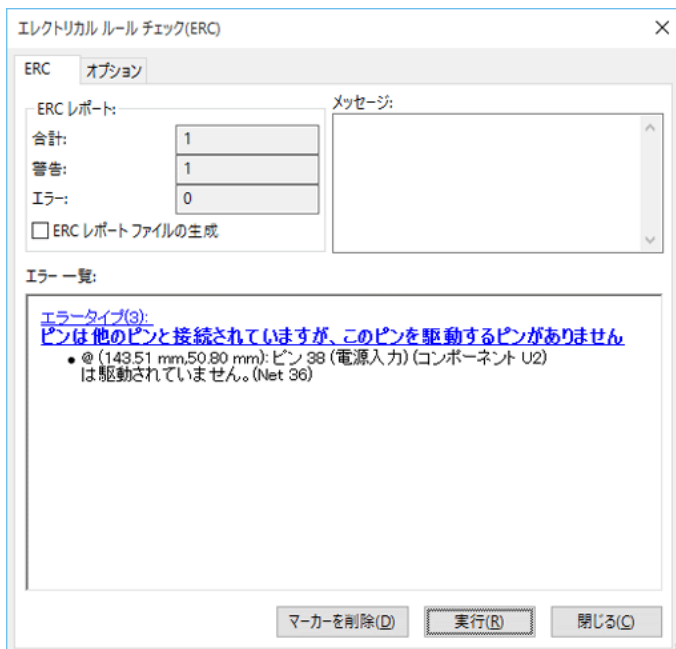 エレクトリカル ルール チェック(ERC)
ERC
オプション
ERC レポート:
メッセージ:
合計:
1
警告:
1
エラー:
0
ERC レポート ファイルの生成
エラー 一覧:
エラータイプ(3):
ピンは他のピンと接続されていますが、このピンを駆動するピンがありません
• @ (143.51 mm,50.80 mm): ピン 38 (電源入力) (コンポーネント U2)
は駆動されていません。(Net 36)
マーカーを削除(D)
実行(R)
閉じる(C)